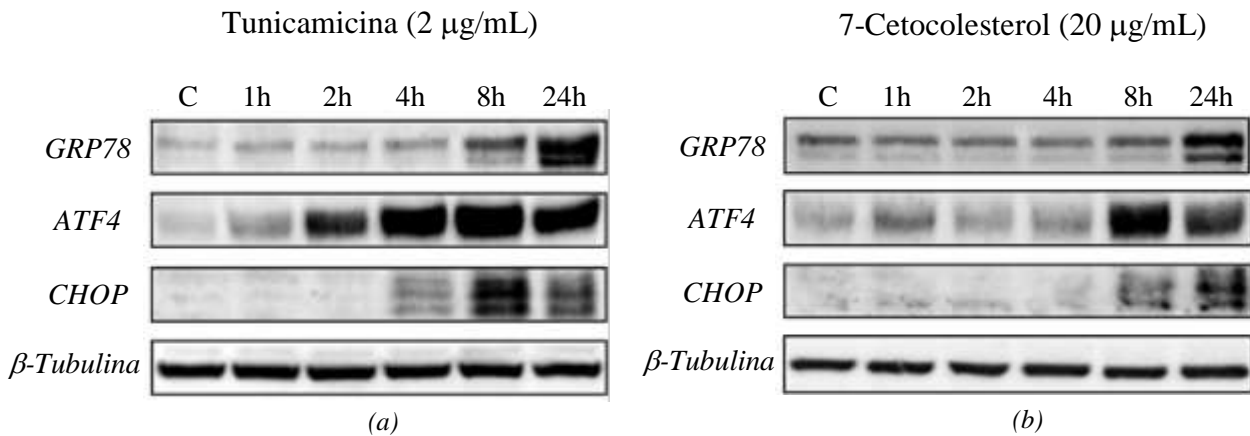 Tunicamicina (2 µg/mL)
C 1h 2h 4h 8h 24h
GRP78
ATF4
CHOP
β-Tubulina
(a)
7-Cetocolesterol (20 µg/mL)
C 1h 2h 4h 8h 24h
GRP78
ATF4
CHOP
β-Tubulina
(b)